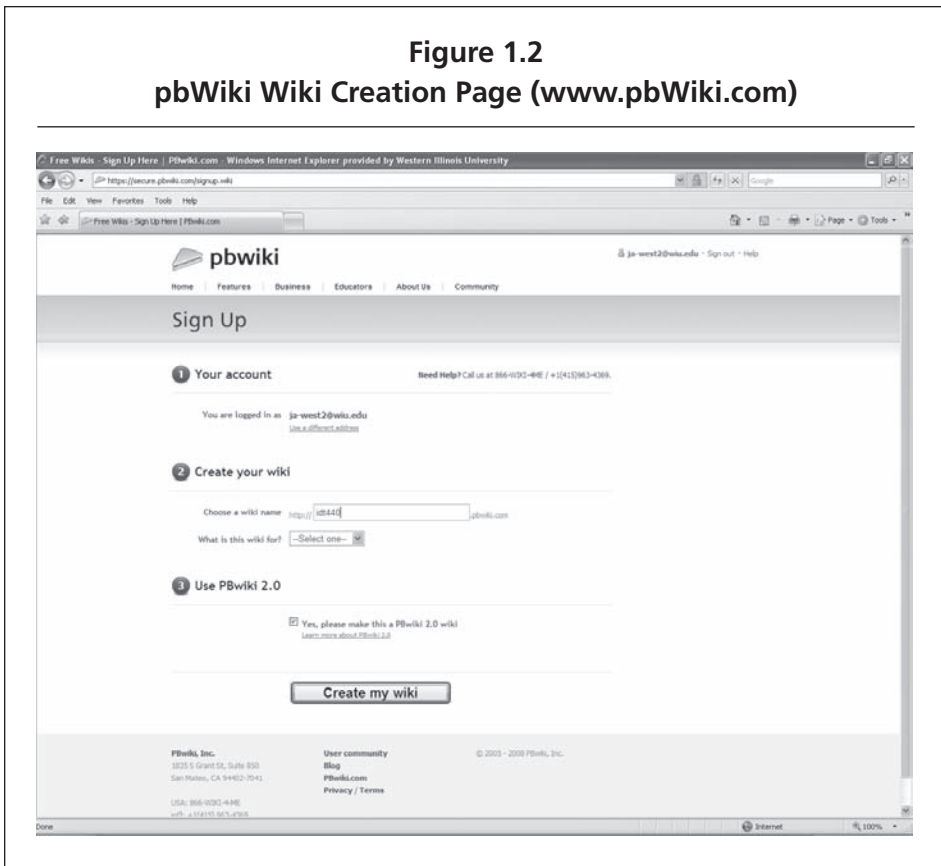 Figure 1.2
pbWiki Wiki Creation Page (www.pbWiki.com)
Free Wikis - Sign Up Here | PBwiki.com - Windows Internet Explorer provided by Western Illinois University
https://secure.pbwiki.com/signup.wiki
Google
File Edit View Favorites Tools Help
Free Wikis - Sign Up Here | PBwiki.com
Page Tools
pbwiki
ja-west2@wiu.edu · Sign out · Help
Home Features Business Educators About Us Community
Sign Up
1 Your account
Need Help? Call us at 866-WIKI-4ME / +1(415)963-4369.
You are logged in as ja-west2@wiu.edu
Use a different address
2 Create your wiki
Choose a wiki name http:// idt440 .pbwiki.com
What is this wiki for? --Select one--
3 Use PBwiki 2.0
Yes, please make this a PBwiki 2.0 wiki
Learn more about PBwiki 2.0
Create my wiki
PBwiki, Inc. User community © 2005 - 2008 PBwiki, Inc.
1825 S Grant St, Suite 850 Blog
San Mateo, CA 94402-7041 PBwiki.com
Privacy / Terms
USA: 866-WIKI-4ME
Done Internet 100%